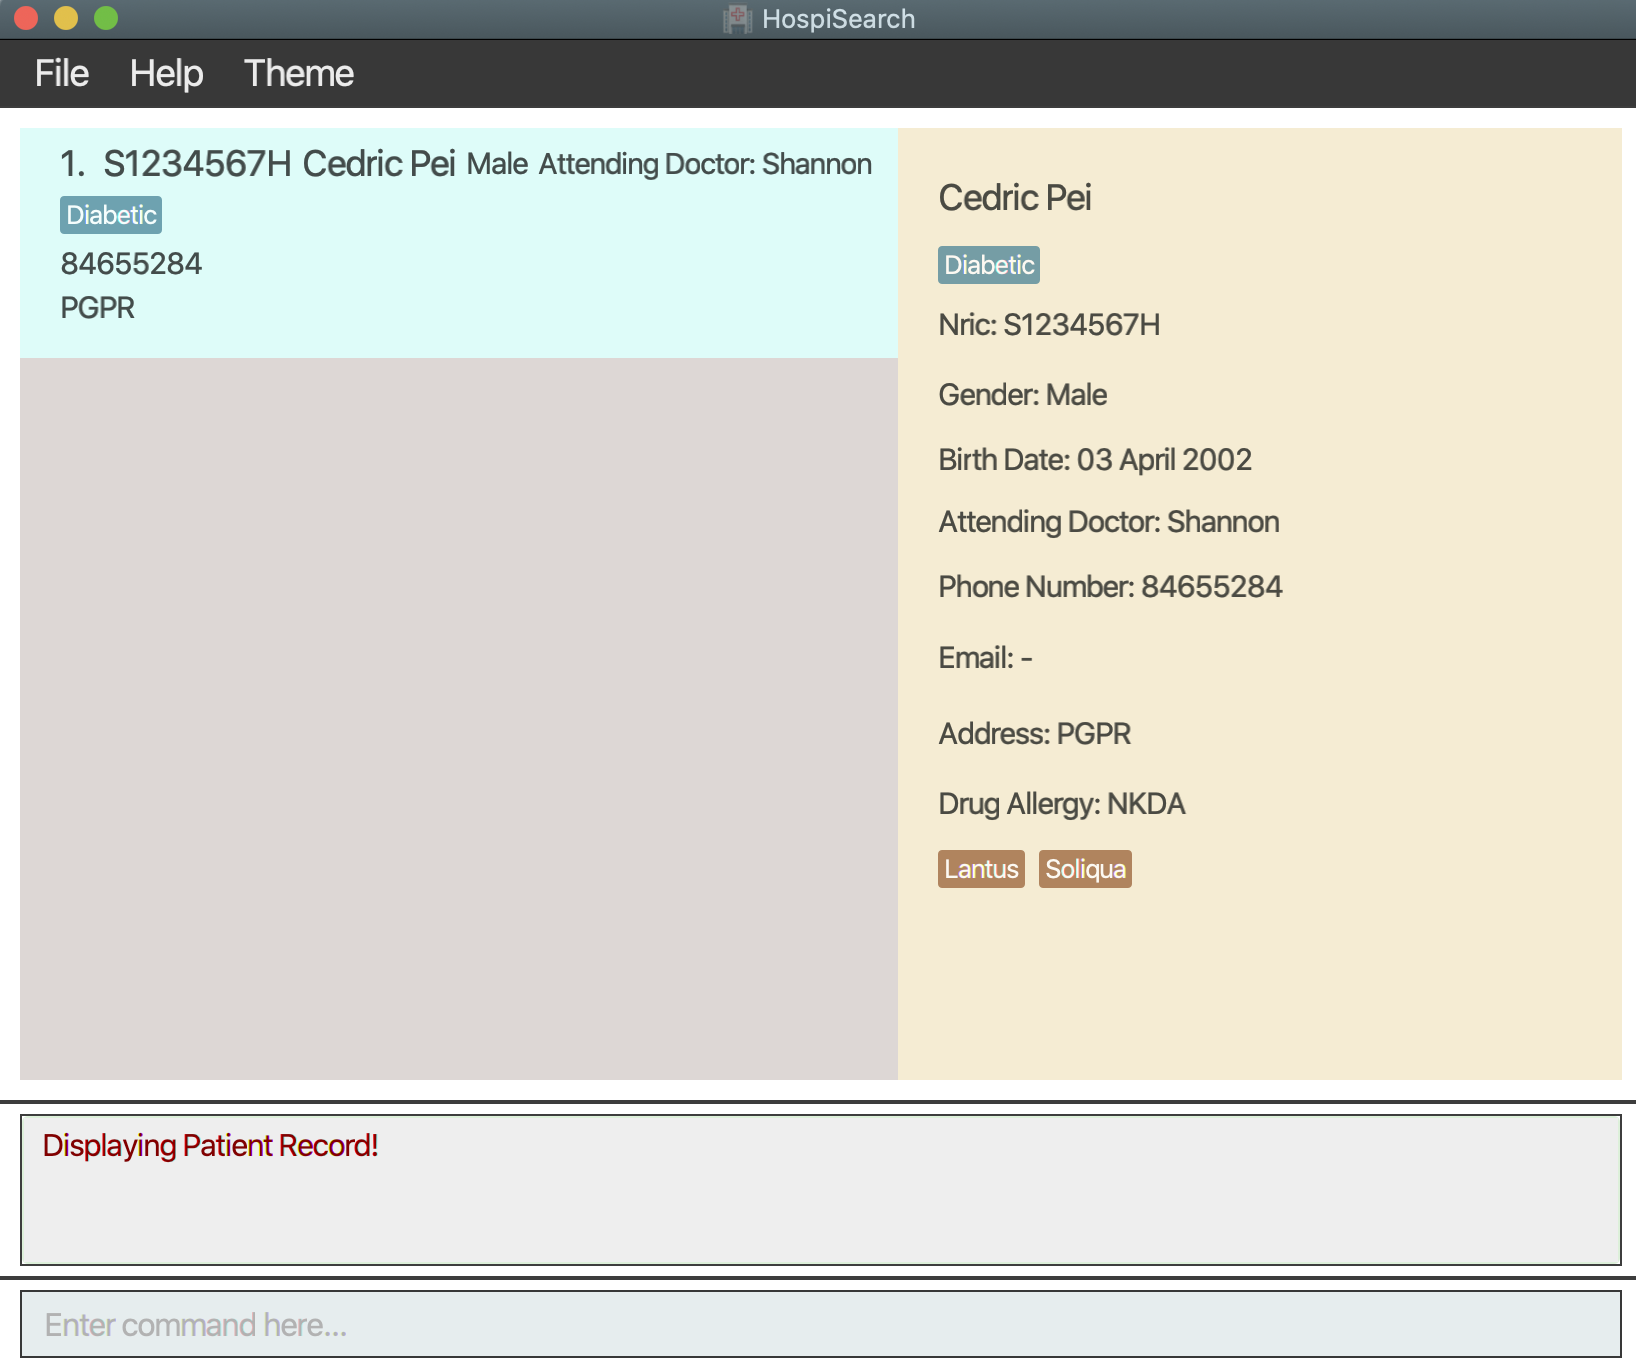 HospiSearch
File Help Theme
1. S1234567H Cedric Pei Male Attending Doctor: Shannon
Diabetic
84655284
PGPR
Cedric Pei
Diabetic
Nric: S1234567H
Gender: Male
Birth Date: 03 April 2002
Attending Doctor: Shannon
Phone Number: 84655284
Email: -
Address: PGPR
Drug Allergy: NKDA
Lantus Soliqua
Displaying Patient Record!
Enter command here...